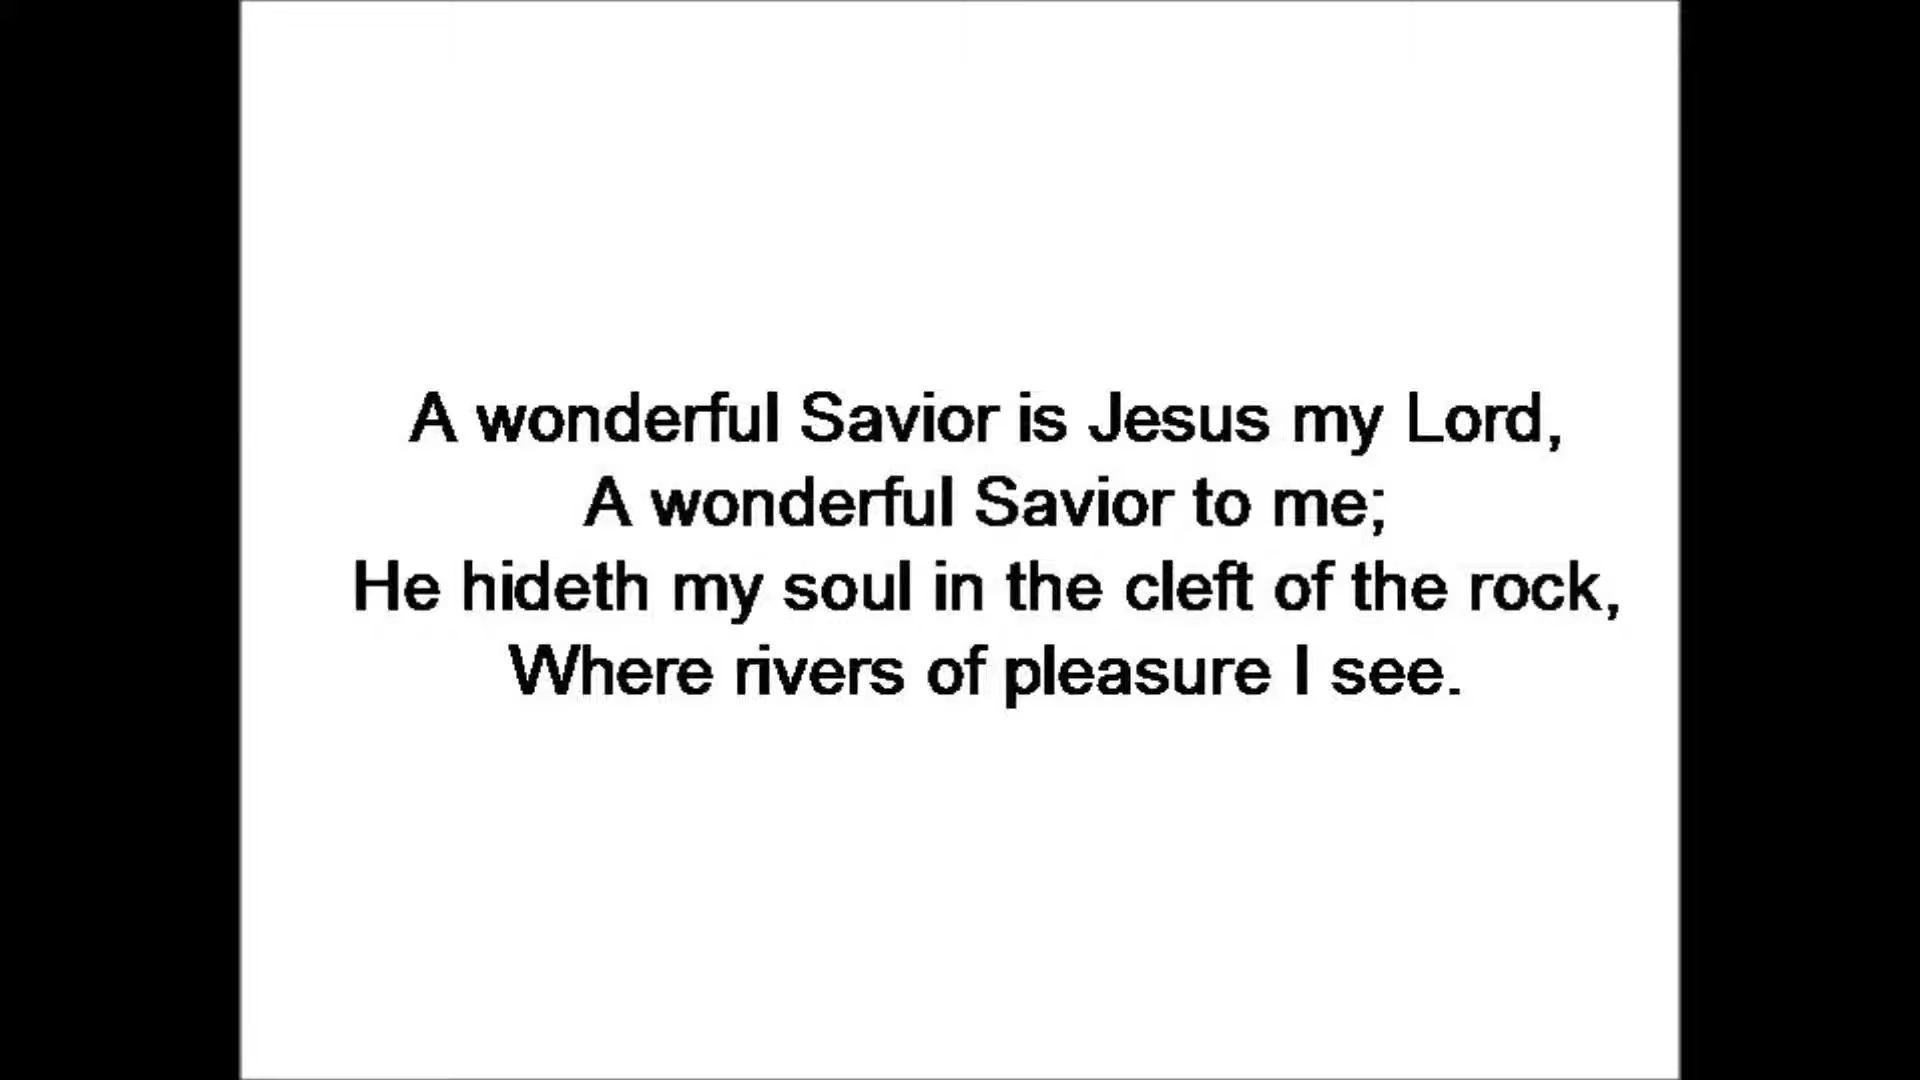 A wonderful Savior is Jesus my Lord,
A wonderful Savior to me;
He hideth my soul in the cleft of the rock,
Where rivers of pleasure I see.